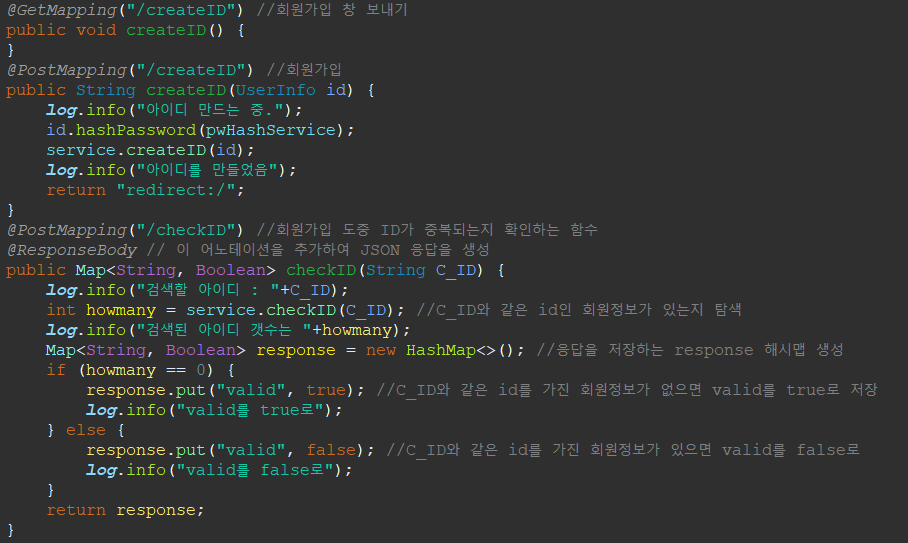 @GetMapping("/createID") //회원가입 창 보내기
public void createID() {
}
@PostMapping("/createID") //회원가입
public String createID(UserInfo id) {
    log.info("아이디 만드는 중.");
    id.hashPassword(pwHashService);
    service.createID(id);
    log.info("아이디를 만들었음");
    return "redirect:/";
}
@PostMapping("/checkID") //회원가입 도중 ID가 중복되는지 확인하는 함수
@ResponseBody // 이 어노테이션을 추가하여 JSON 응답을 생성
public Map<String, Boolean> checkID(String C_ID) {
    log.info("검색할 아이디 : "+C_ID);
    int howmany = service.checkID(C_ID); //C_ID와 같은 id인 회원정보가 있는지 탐색
    log.info("검색된 아이디 갯수는 "+howmany);
    Map<String, Boolean> response = new HashMap<>(); //응답을 저장하는 response 해시맵 생성
    if (howmany == 0) {
        response.put("valid", true); //C_ID와 같은 id를 가진 회원정보가 없으면 valid를 true로 저장
        log.info("valid를 true로");
    } else {
        response.put("valid", false); //C_ID와 같은 id를 가진 회원정보가 있으면 valid를 false로
        log.info("valid를 false로");
    }
    return response;
}